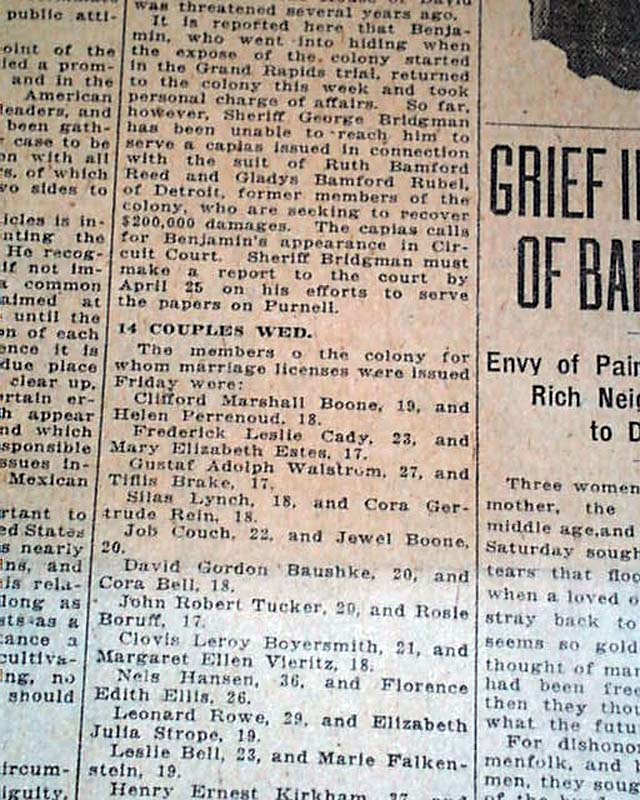 public atti-
oint of the
ied a prom-
and in the
American
leaders, and
been gath-
case to be
on with all
rs, of which
wo sides to
icles is in-
nting the
He recog-
if not im-
a common
aimed at
until the
on of each
ence it is
due place
clear up,
ertain er-
h appear
nd which
sponsible
ssues in-
Mexican
rtant to
ed States
s nearly
ins, and
is rela-
long as
sts as a
tance a
cultiva-
ng, no
should
ircum-
iguity,
was threatened several years ago.
It is reported here that Benja-
min, who went into hiding when
the expose of the colony started
in the Grand Rapids trial, returned
to the colony this week and took
personal charge of affairs. So far,
however, Sheriff George Bridgman
has been unable to reach him to
serve a capias issued in connection
with the suit of Ruth Bamford
Reed and Gladys Bamford Rubel,
of Detroit, former members of the
colony, who are seeking to recover
$200,000 damages. The capias calls
for Benjamin's appearance in Cir-
cuit Court. Sheriff Bridgman must
make a report to the court by
April 25 on his efforts to serve
the papers on Purnell.
14 COUPLES WED.
The members o the colony for
whom marriage licenses were issued
Friday were:
Clifford Marshall Boone, 19, and
Helen Perrenoud, 18.
Frederick Leslie Cady, 23, and
Mary Elizabeth Estes, 17.
Gustaf Adolph Walstrom, 27, and
Tiflis Brake, 17.
Silas Lynch, 18, and Cora Ger-
trude Rein, 18.
Job Couch, 22, and Jewel Boone,
20.
David Gordon Baushke, 20, and
Cora Bell, 18.
John Robert Tucker, 20, and Rosie
Boruff, 17.
Clovis Leroy Boyersmith, 21, and
Margaret Ellen Vieritz, 18.
Nels Hansen, 36, and Florence
Edith Ellis, 26.
Leonard Rowe, 29, and Elizabeth
Julia Strope, 19.
Leslie Bell, 23, and Marie Falken-
stein, 19.
Henry Ernest Kirkham, 27, and
GRIEF I
OF BA
Envy of Pain
Rich Neig
to D
Three women
mother, the
middle age, and
Saturday sough
tears that floo
when a loved o
stray back to
seems so gold
thought of mar
had been fre
then they thou
what the futu
For dishono
menfolk, and b
men, they soug